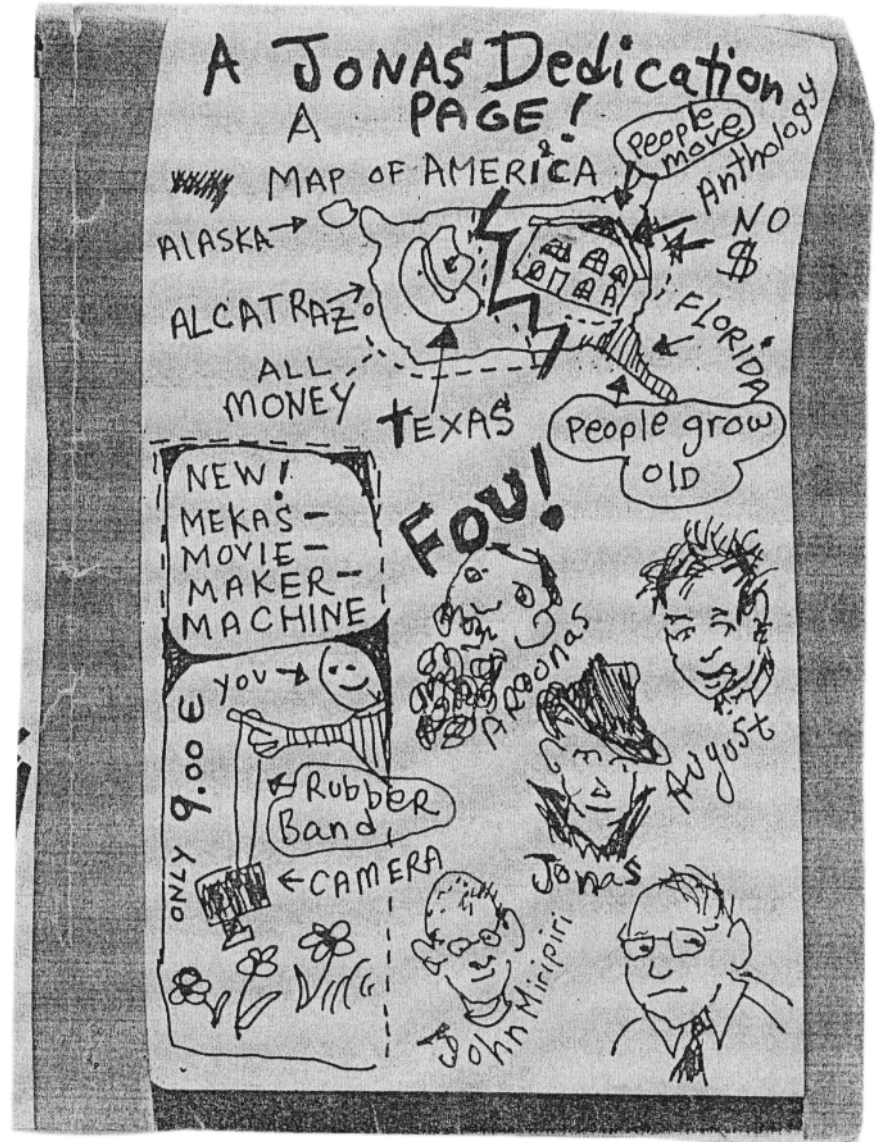 A JONAS Dedication
PAGE!
A
MAP OF AMERICA
People
move
Anthology
ALASKA
NO
$
ALCATRAZ
FLORIDA
ALL
MONEY
TEXAS
People grow
OlD
NEW!
MEKAS-
MOVIE-
MAKER-
MACHINE
FOU!
YOU
ONLY 9.00 €
Rubber
Band
CAMERA
August
Jonas
John Miripiri